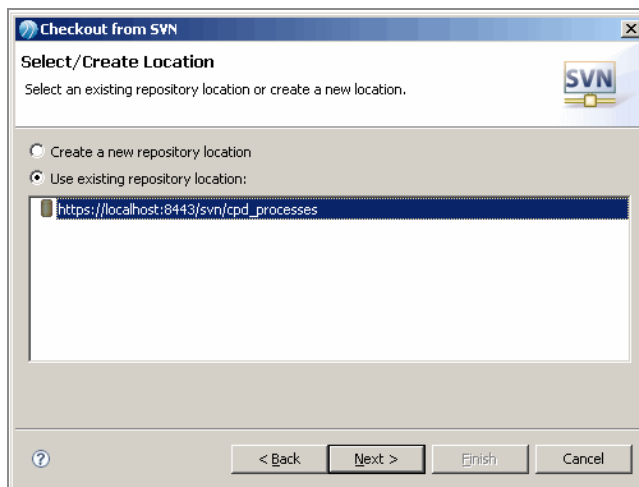 Checkout from SVN
Select/Create Location
Select an existing repository location or create a new location.
SVN
Create a new repository location
Use existing repository location:
https://localhost:8443/svn/cpd_processes
?
< Back
Next >
Finish
Cancel